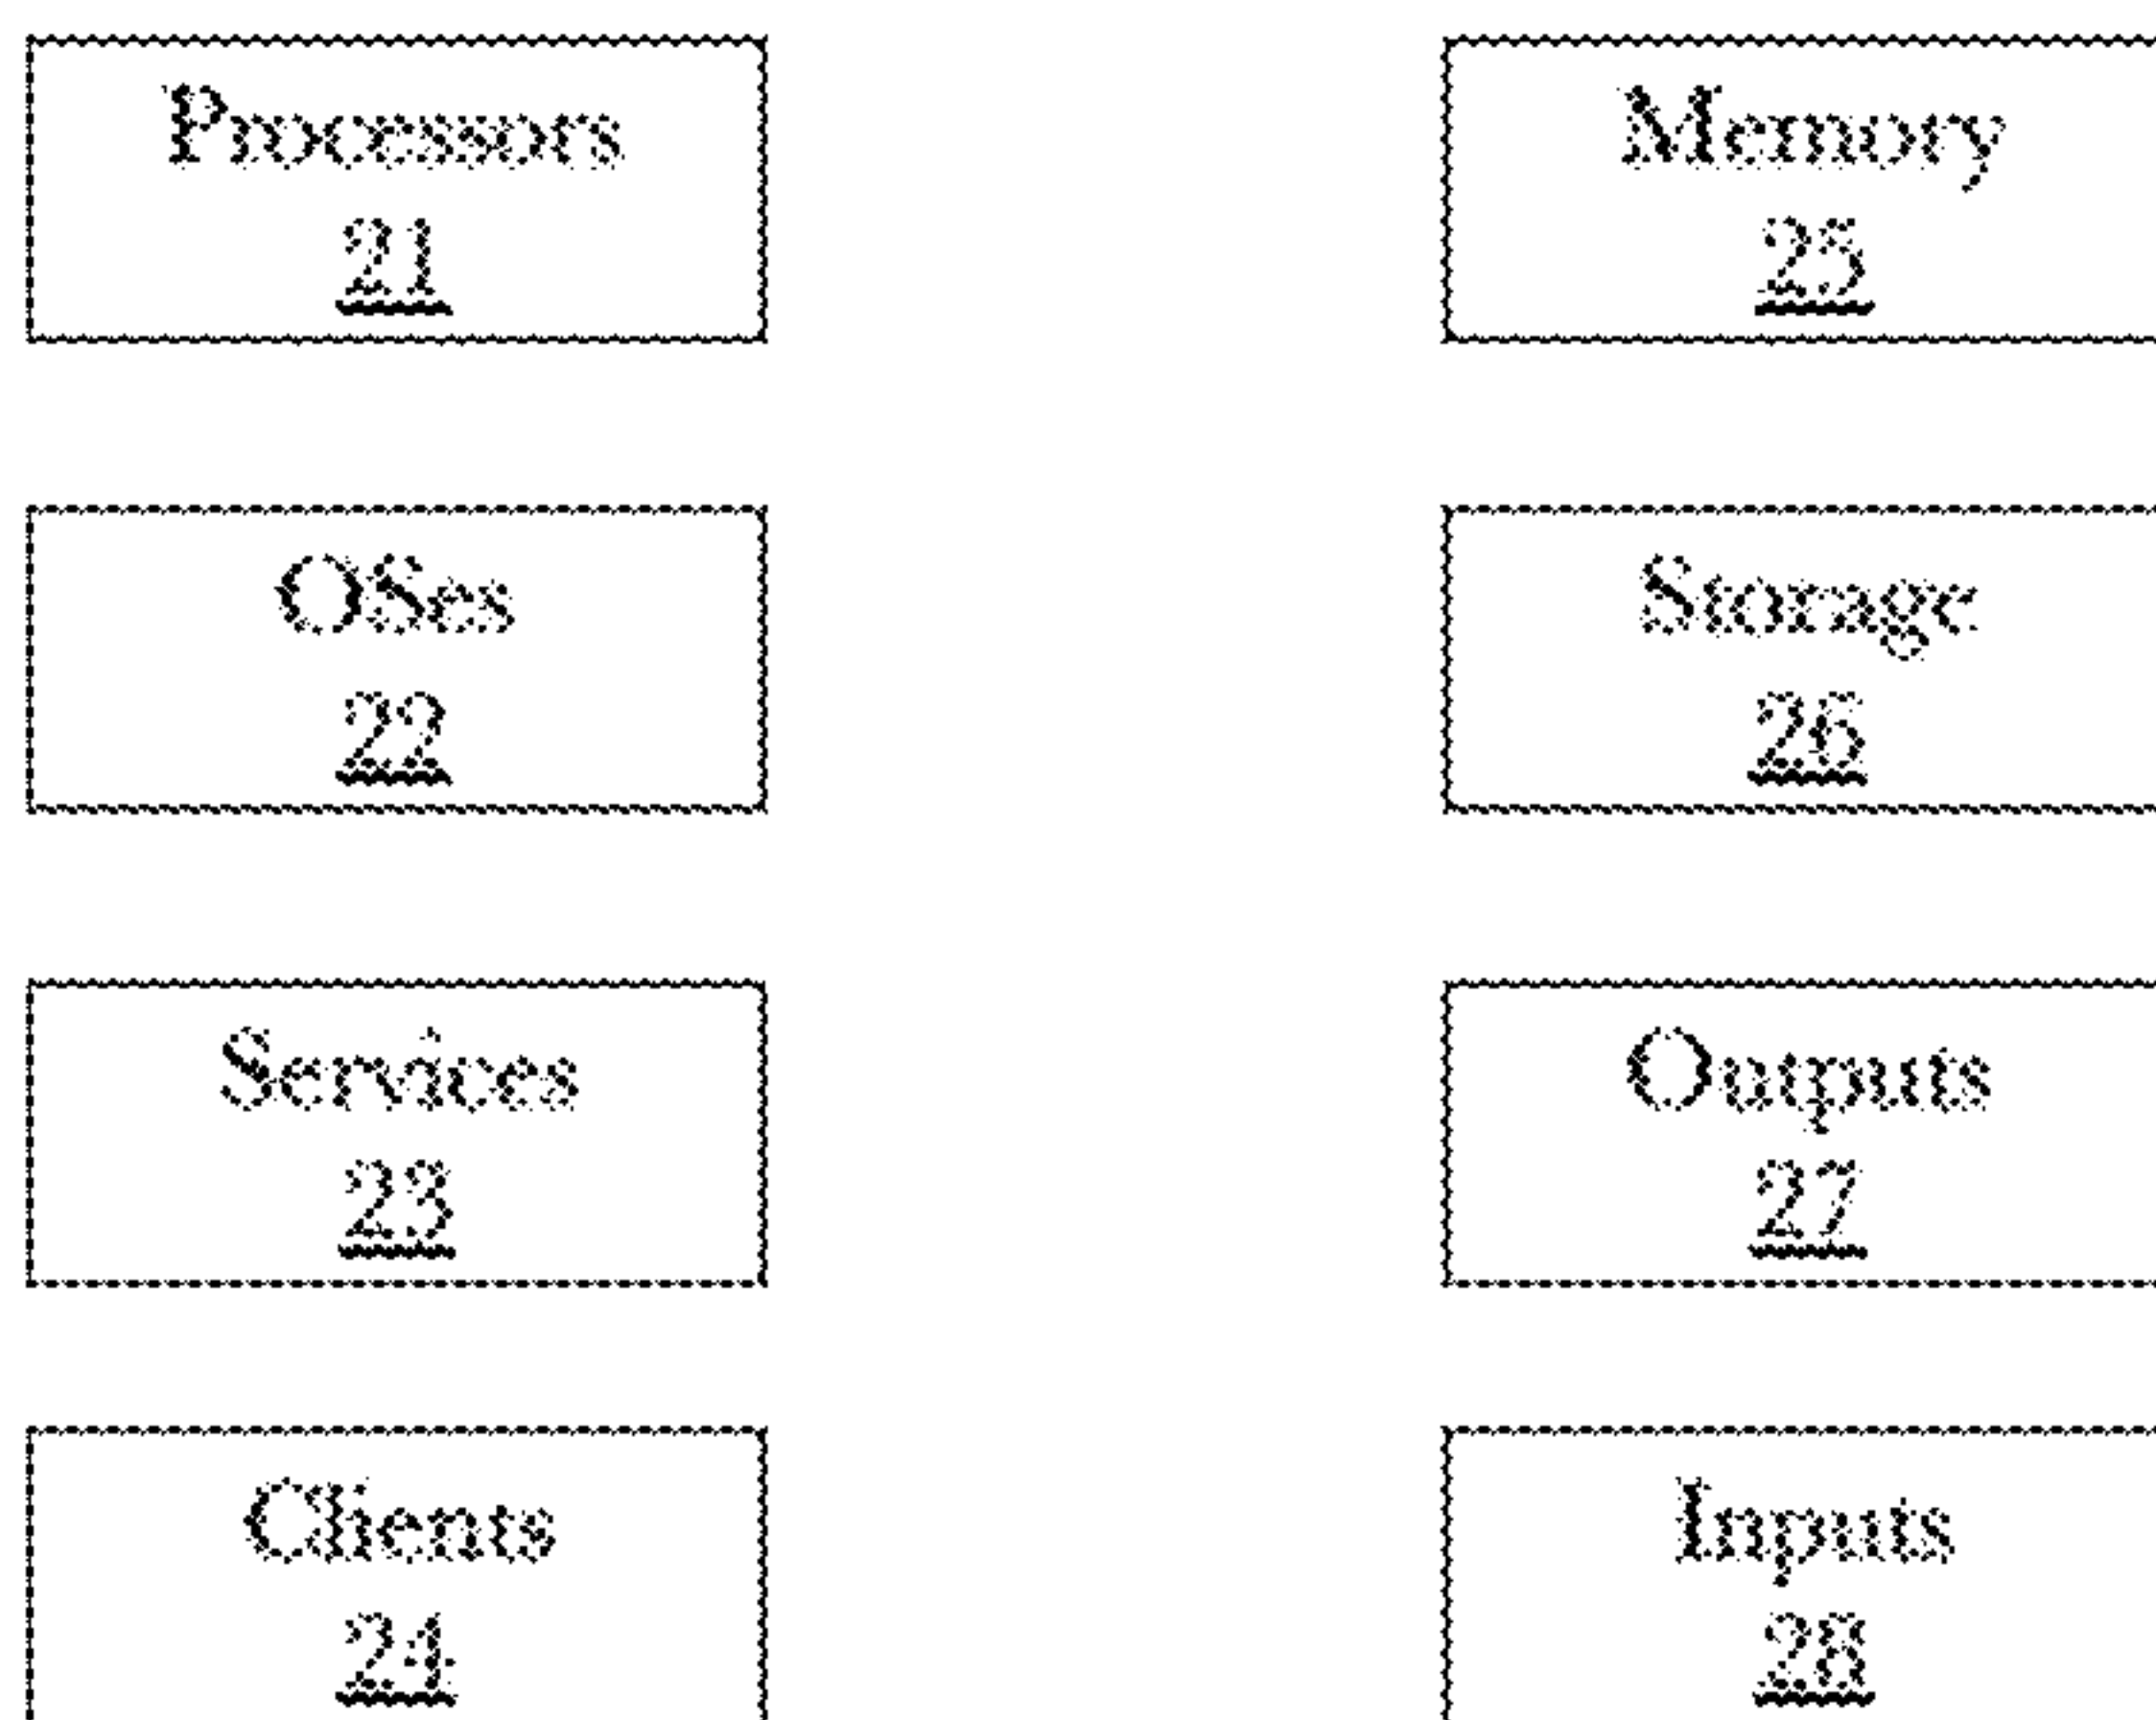 Processors
21
Memory
25
OSes
22
Storage
26
Services
23
Outputs
27
Clients
24
Inputs
28